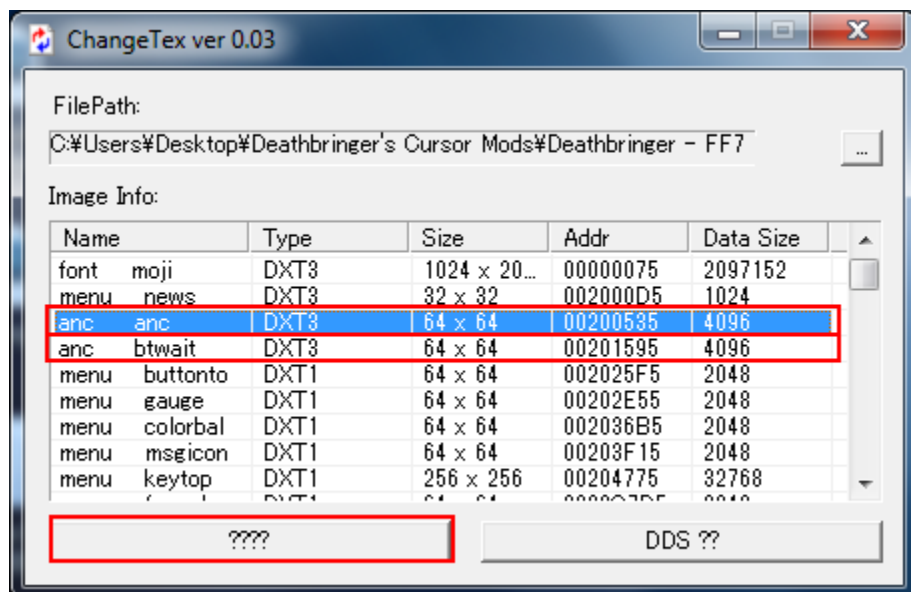 ChangeTex ver 0.03
FilePath:
C:¥Users¥Desktop¥Deathbringer's Cursor Mods¥Deathbringer - FF7
...
Image Info:
Name Type Size Addr Data Size
font moji DXT3 1024 x 20... 00000075 2097152
menu news DXT3 32 x 32 002000D5 1024
anc anc DXT3 64 x 64 00200535 4096
anc btwait DXT3 64 x 64 00201595 4096
menu buttonto DXT1 64 x 64 002025F5 2048
menu gauge DXT1 64 x 64 00202E55 2048
menu colorbal DXT1 64 x 64 002036B5 2048
menu msgicon DXT1 64 x 64 00203F15 2048
menu keytop DXT1 256 x 256 00204775 32768
???? DDS ??